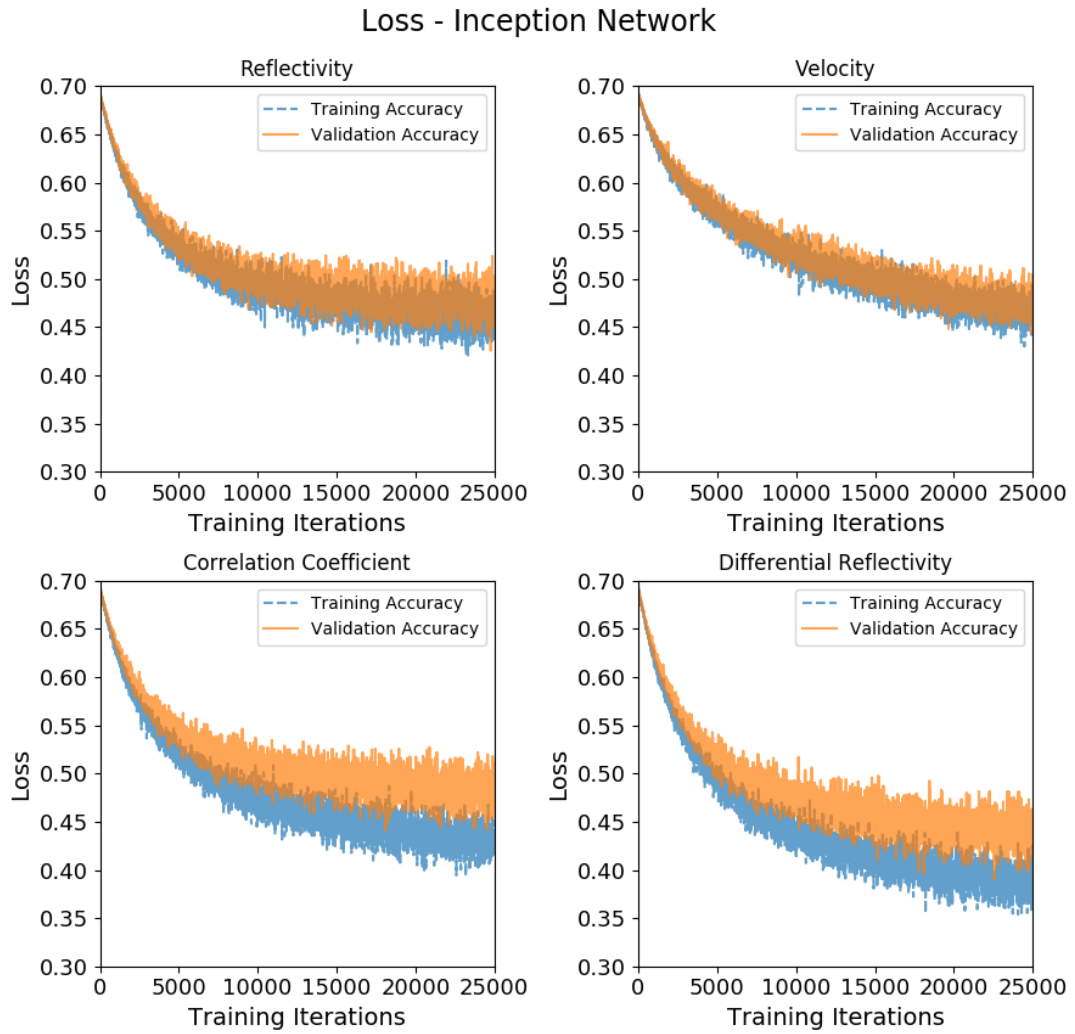 Loss - Inception Network
Reflectivity
0.70
0.65
0.60
0.55
0.50
0.45
0.40
0.35
0.30
Loss
Training Accuracy
Validation Accuracy
0 5000 10000 15000 20000 25000
Training Iterations
Velocity
0.70
0.65
0.60
0.55
0.50
0.45
0.40
0.35
0.30
Loss
Training Accuracy
Validation Accuracy
0 5000 10000 15000 20000 25000
Training Iterations
Correlation Coefficient
0.70
0.65
0.60
0.55
0.50
0.45
0.40
0.35
0.30
Loss
Training Accuracy
Validation Accuracy
0 5000 10000 15000 20000 25000
Training Iterations
Differential Reflectivity
0.70
0.65
0.60
0.55
0.50
0.45
0.40
0.35
0.30
Loss
Training Accuracy
Validation Accuracy
0 5000 10000 15000 20000 25000
Training Iterations